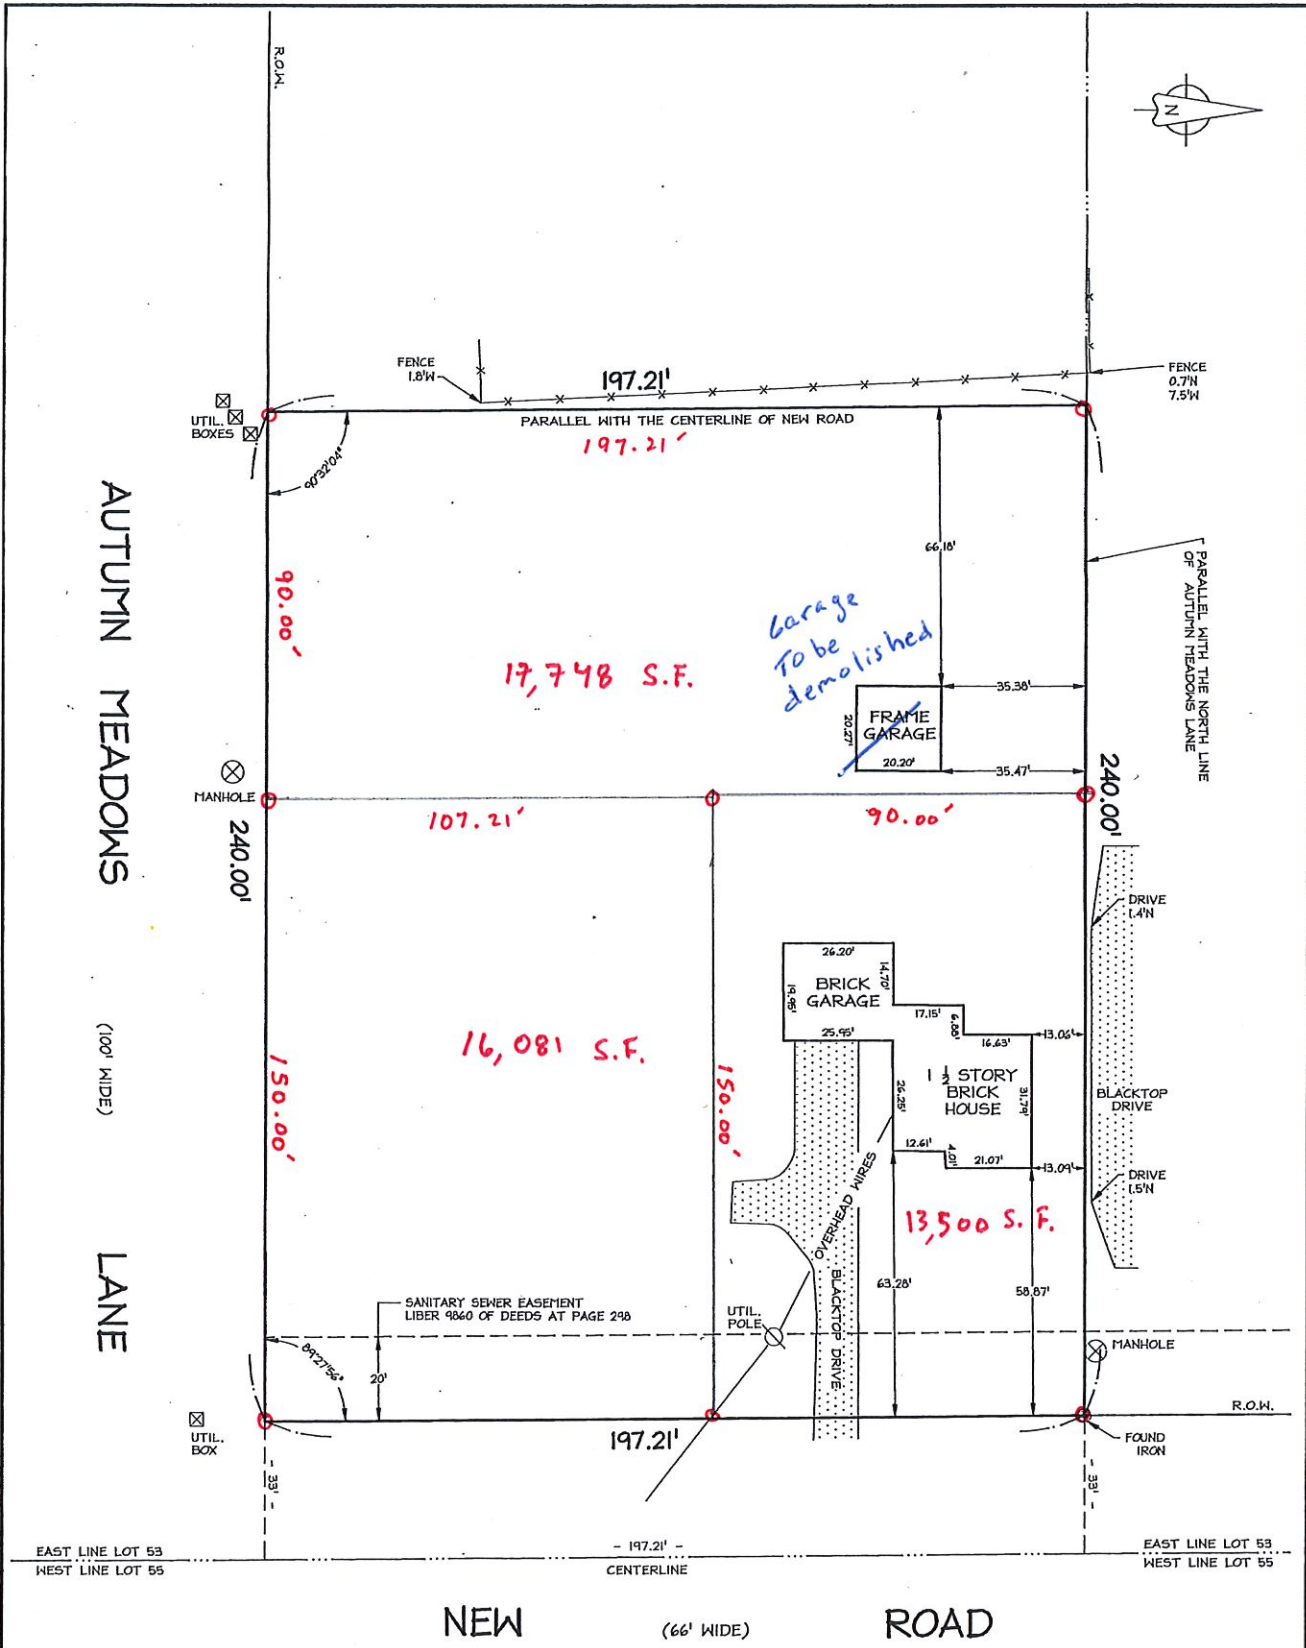 R.O.W.
N
FENCE
1.8'W
197.21'
FENCE
0.7'N
7.5'W
UTIL.
BOXES
PARALLEL WITH THE CENTERLINE OF NEW ROAD
197.21'
90°32'04"
66.18'
PARALLEL WITH THE NORTH LINE
OF AUTUMN MEADOWS LANE
90.00'
17,748 S.F.
Garage
To be
demolished
35.38'
FRAME
GARAGE
20.27'
20.20'
35.47'
MANHOLE
240.00'
240.00'
107.21'
90.00'
AUTUMN MEADOWS LANE
(100' WIDE)
DRIVE
1.4'N
26.20'
14.70'
BRICK
GARAGE
19.95'
17.15'
6.88'
25.95'
16.63'
13.06'
16,081 S.F.
150.00'
150.00'
1 1/2 STORY
BRICK
HOUSE
26.25'
31.79'
BLACKTOP
DRIVE
12.61'
4.01'
21.07'
13.09'
DRIVE
1.5'N
OVERHEAD WIRES
13,500 S.F.
63.28'
58.87'
BLACKTOP DRIVE
SANITARY SEWER EASEMENT
LIBER 9860 OF DEEDS AT PAGE 298
UTIL.
POLE
MANHOLE
89°27'56"
20'
R.O.W.
UTIL.
BOX
197.21'
FOUND
IRON
- 33' -
- 33' -
EAST LINE LOT 53
WEST LINE LOT 55
- 197.21' -
CENTERLINE
EAST LINE LOT 53
WEST LINE LOT 55
NEW (66' WIDE) ROAD